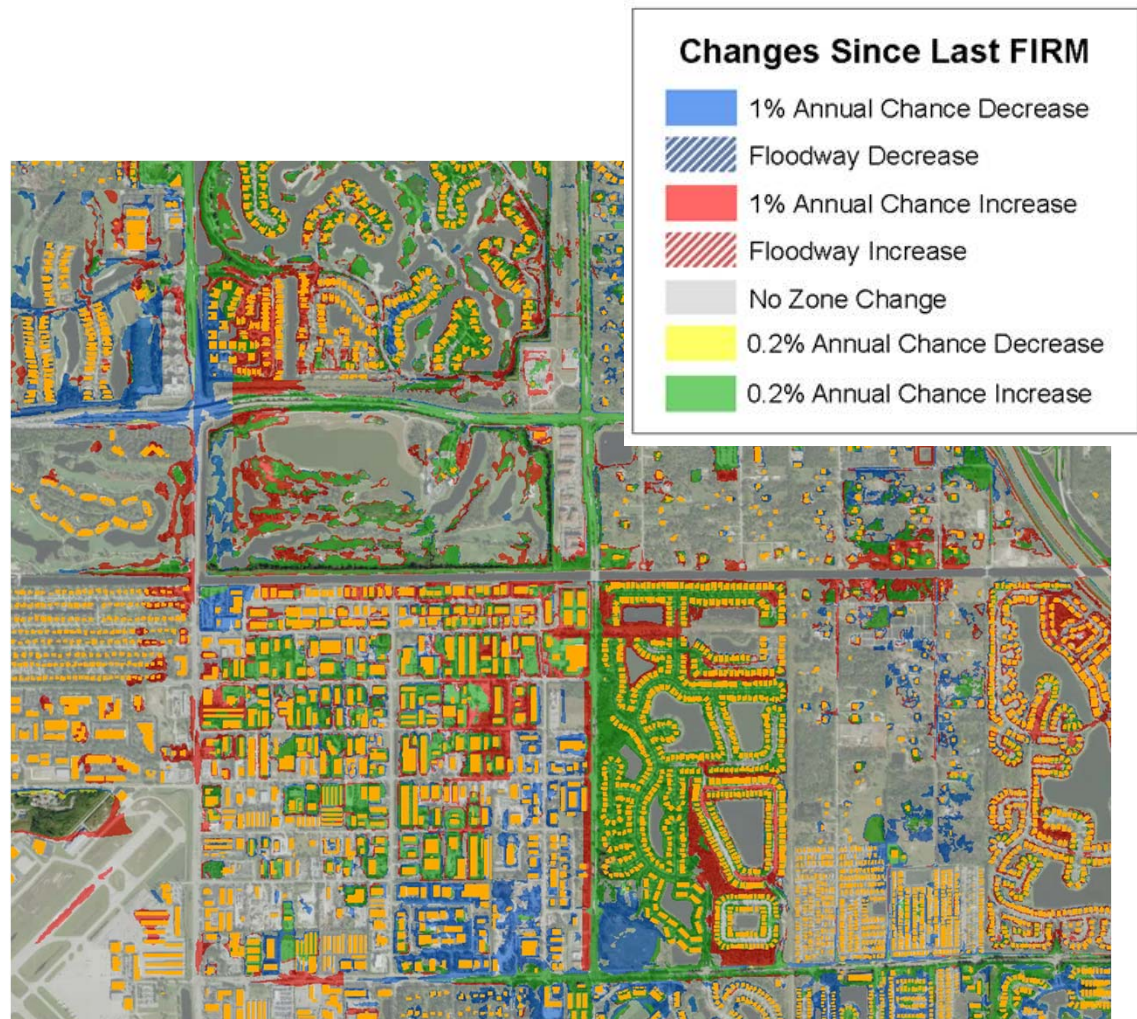 Changes Since Last FIRM
1% Annual Chance Decrease
Floodway Decrease
1% Annual Chance Increase
Floodway Increase
No Zone Change
0.2% Annual Chance Decrease
0.2% Annual Chance Increase